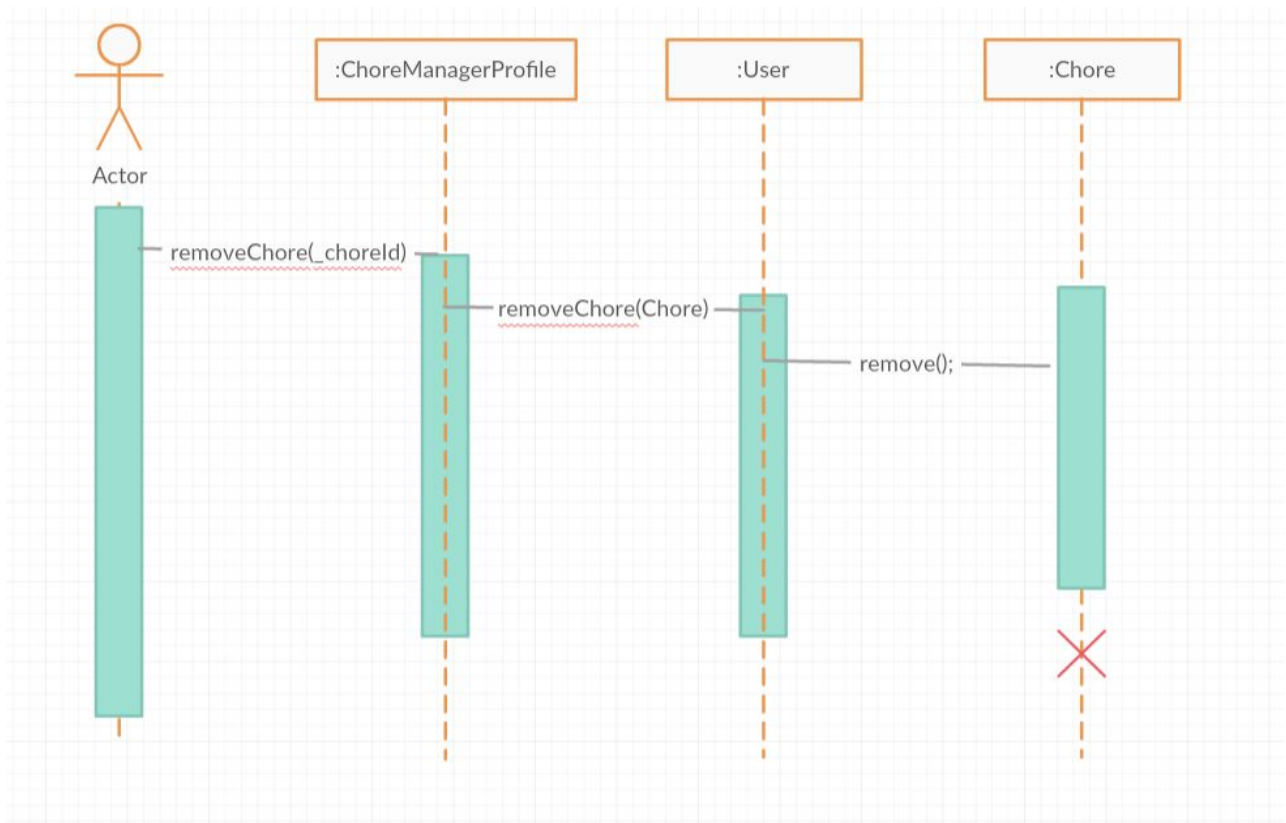 :ChoreManagerProfile
:User
:Chore
Actor
removeChore(_choreId)
removeChore(Chore)
remove();